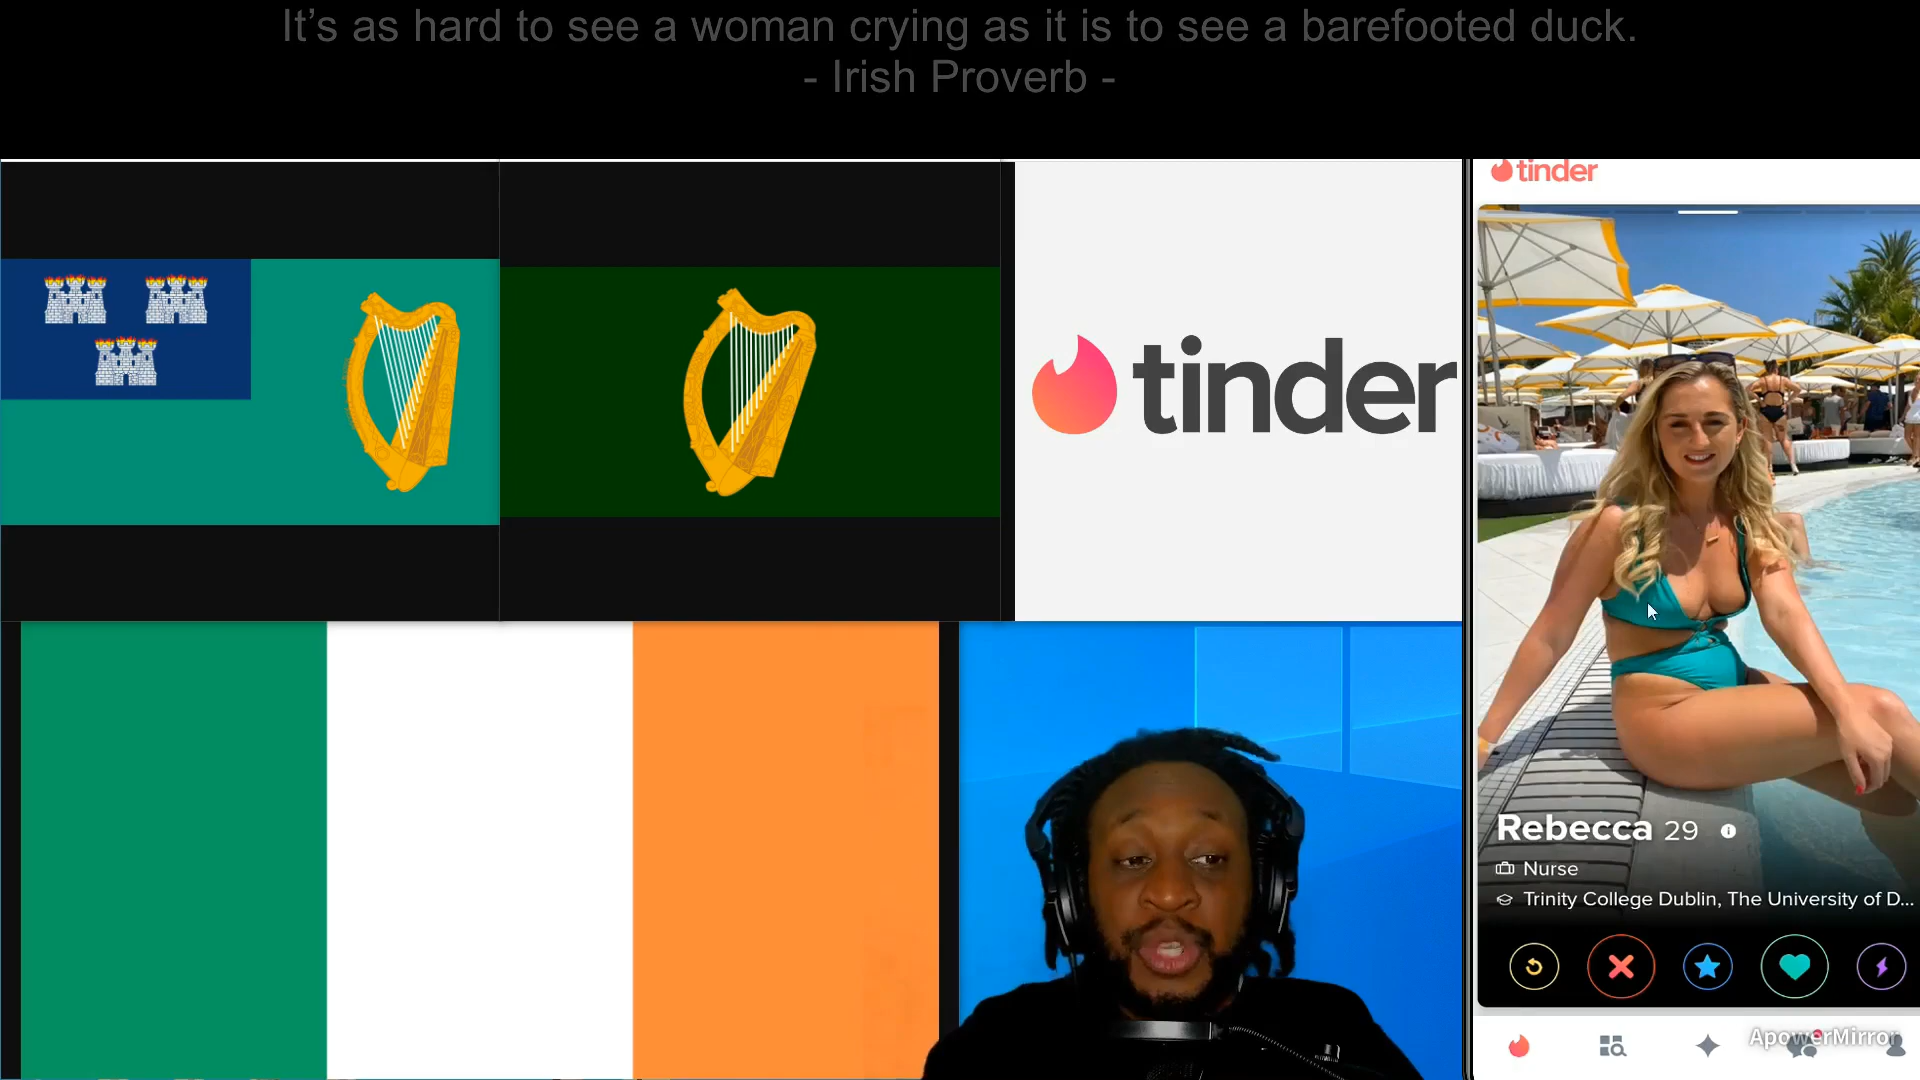 It’s as hard to see a woman crying as it is to see a barefooted duck.
- Irish Proverb -
tinder
tinder
Rebecca 29
Nurse
Trinity College Dublin, The University of D...
ApowerMirror